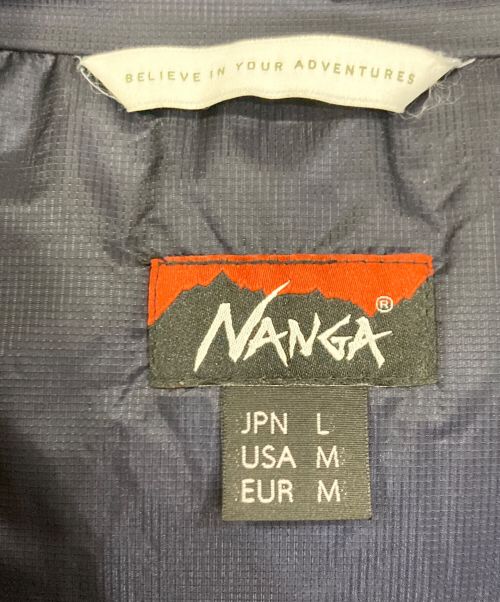 BELIEVE IN YOUR ADVENTURES
NANGA®
JPN L
USA M
EUR M